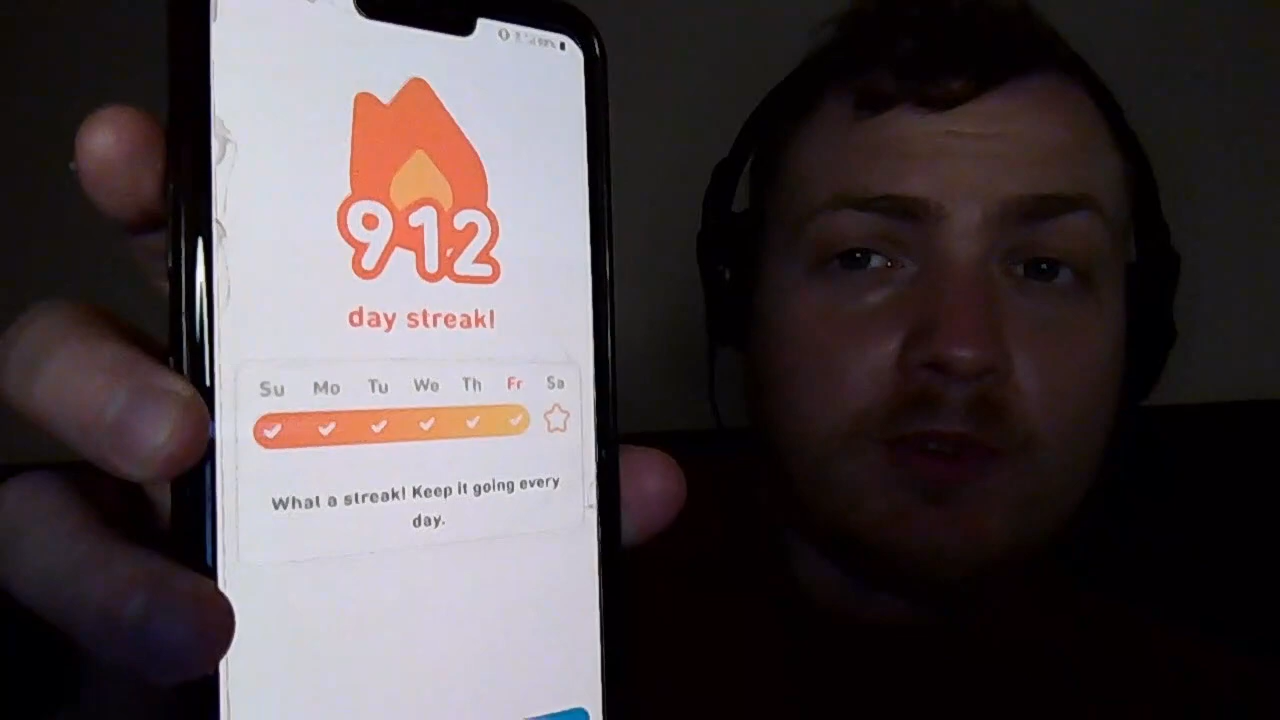 912
day streak!
Su Mo Tu We Th Fr Sa
What a streak! Keep it going every
day.